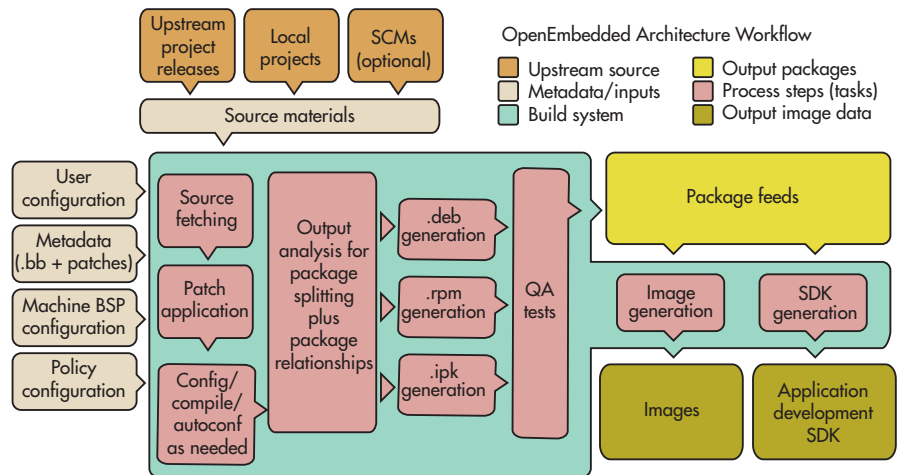 Upstream
project
releases
Local
projects
SCMs
(optional)
OpenEmbedded Architecture Workflow
Upstream source
Metadata/inputs
Build system
Output packages
Process steps (tasks)
Output image data
Source materials
User
configuration
Metadata
(.bb + patches)
Machine BSP
configuration
Policy
configuration
Source
fetching
Patch
application
Config/
compile/
autoconf
as needed
Output
analysis for
package
splitting
plus
package
relationships
.deb
generation
.rpm
generation
.ipk
generation
QA
tests
Package feeds
Image
generation
SDK
generation
Images
Application
development
SDK